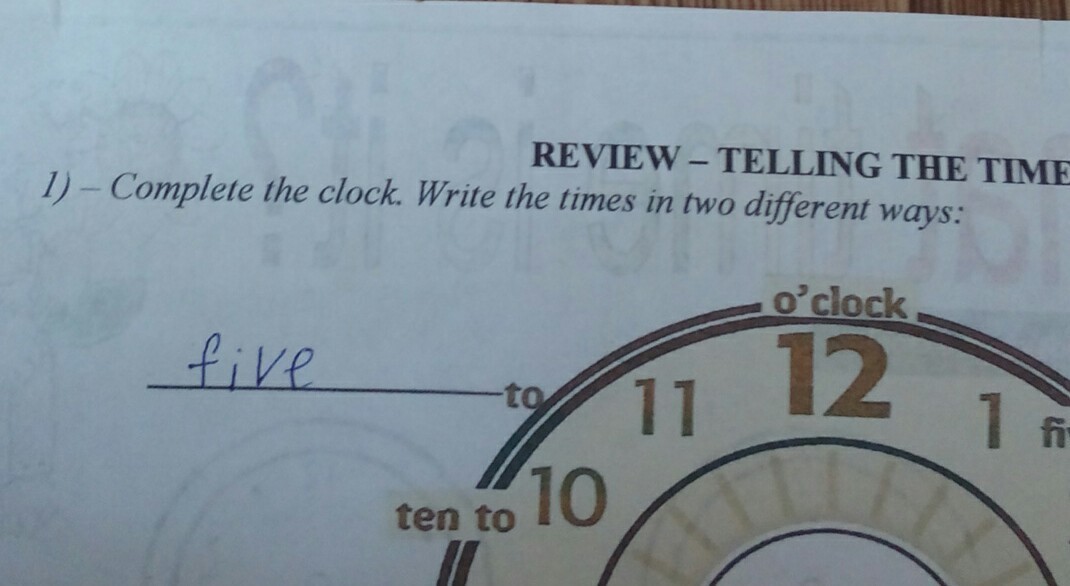 REVIEW – TELLING THE TIME
1) – Complete the clock. Write the times in two different ways:
o'clock
five to
11 12 1
10
ten to